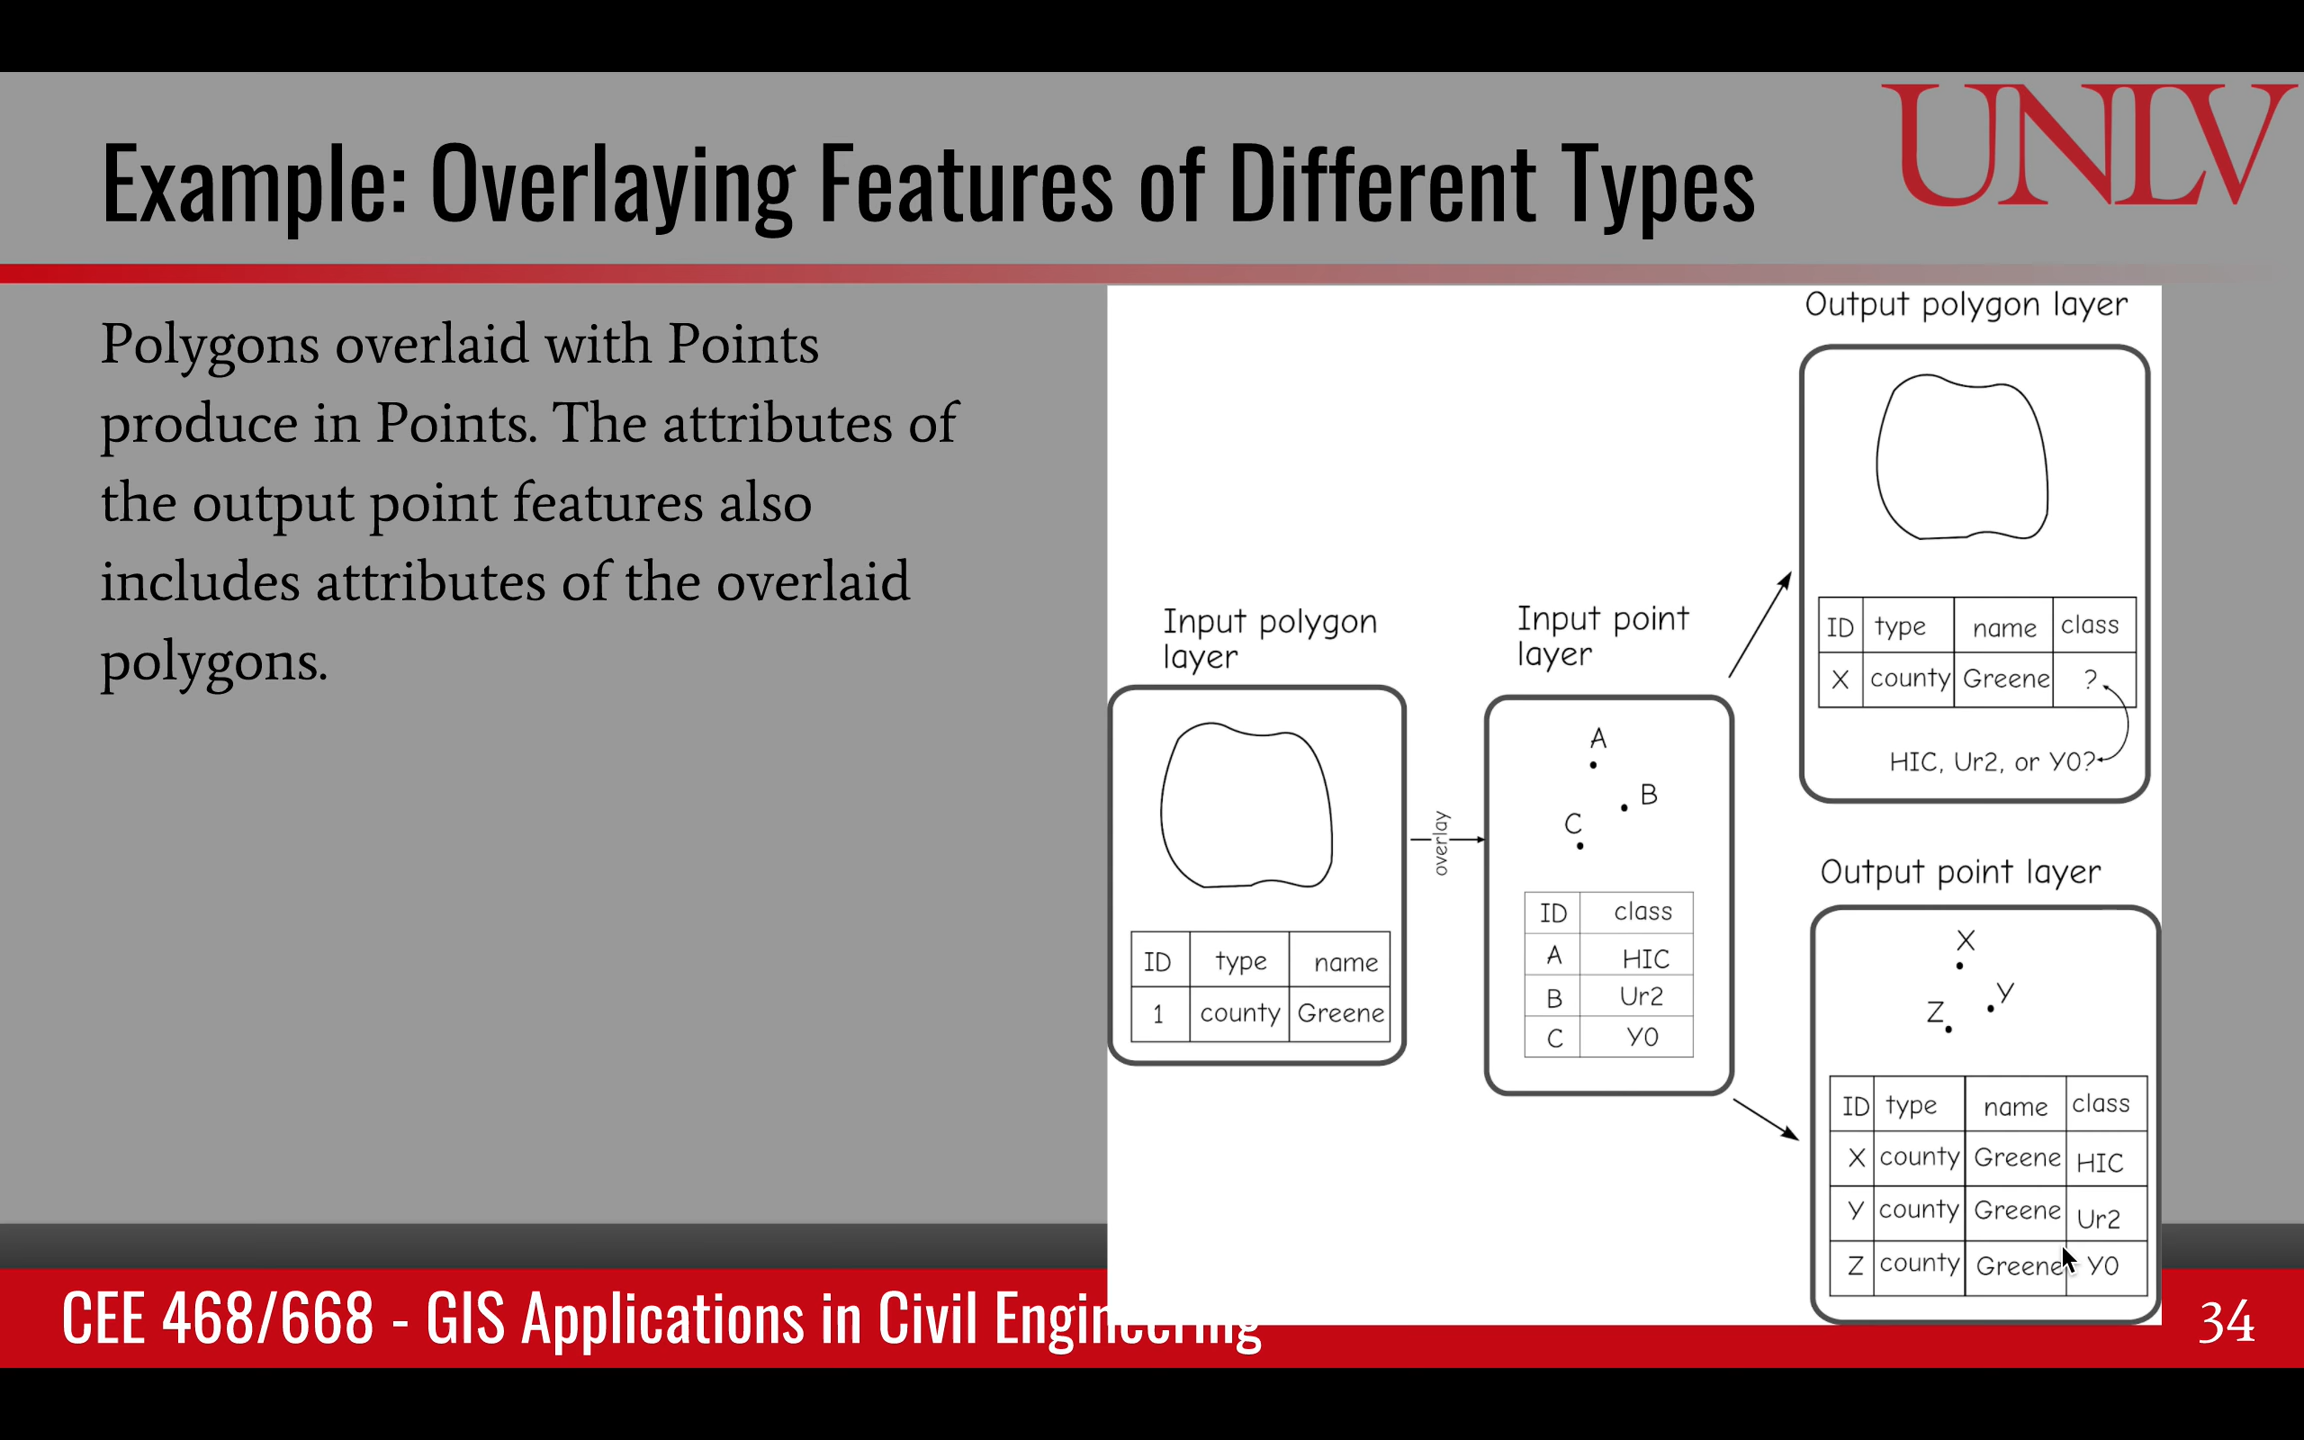 UNLV
Example: Overlaying Features of Different Types
Polygons overlaid with Points
produce in Points. The attributes of
the output point features also
includes attributes of the overlaid
polygons.
Input polygon
layer
ID type name
1 county Greene
overlay
Input point
layer
A
B
C
ID class
A HIC
B Ur2
C Y0
Output polygon layer
ID type name class
X county Greene ?
HIC, Ur2, or Y0?
Output point layer
X
Y
Z
ID type name class
X county Greene HIC
Y county Greene Ur2
Z county Greene Y0
CEE 468/668 - GIS Applications in Civil Engineering
34